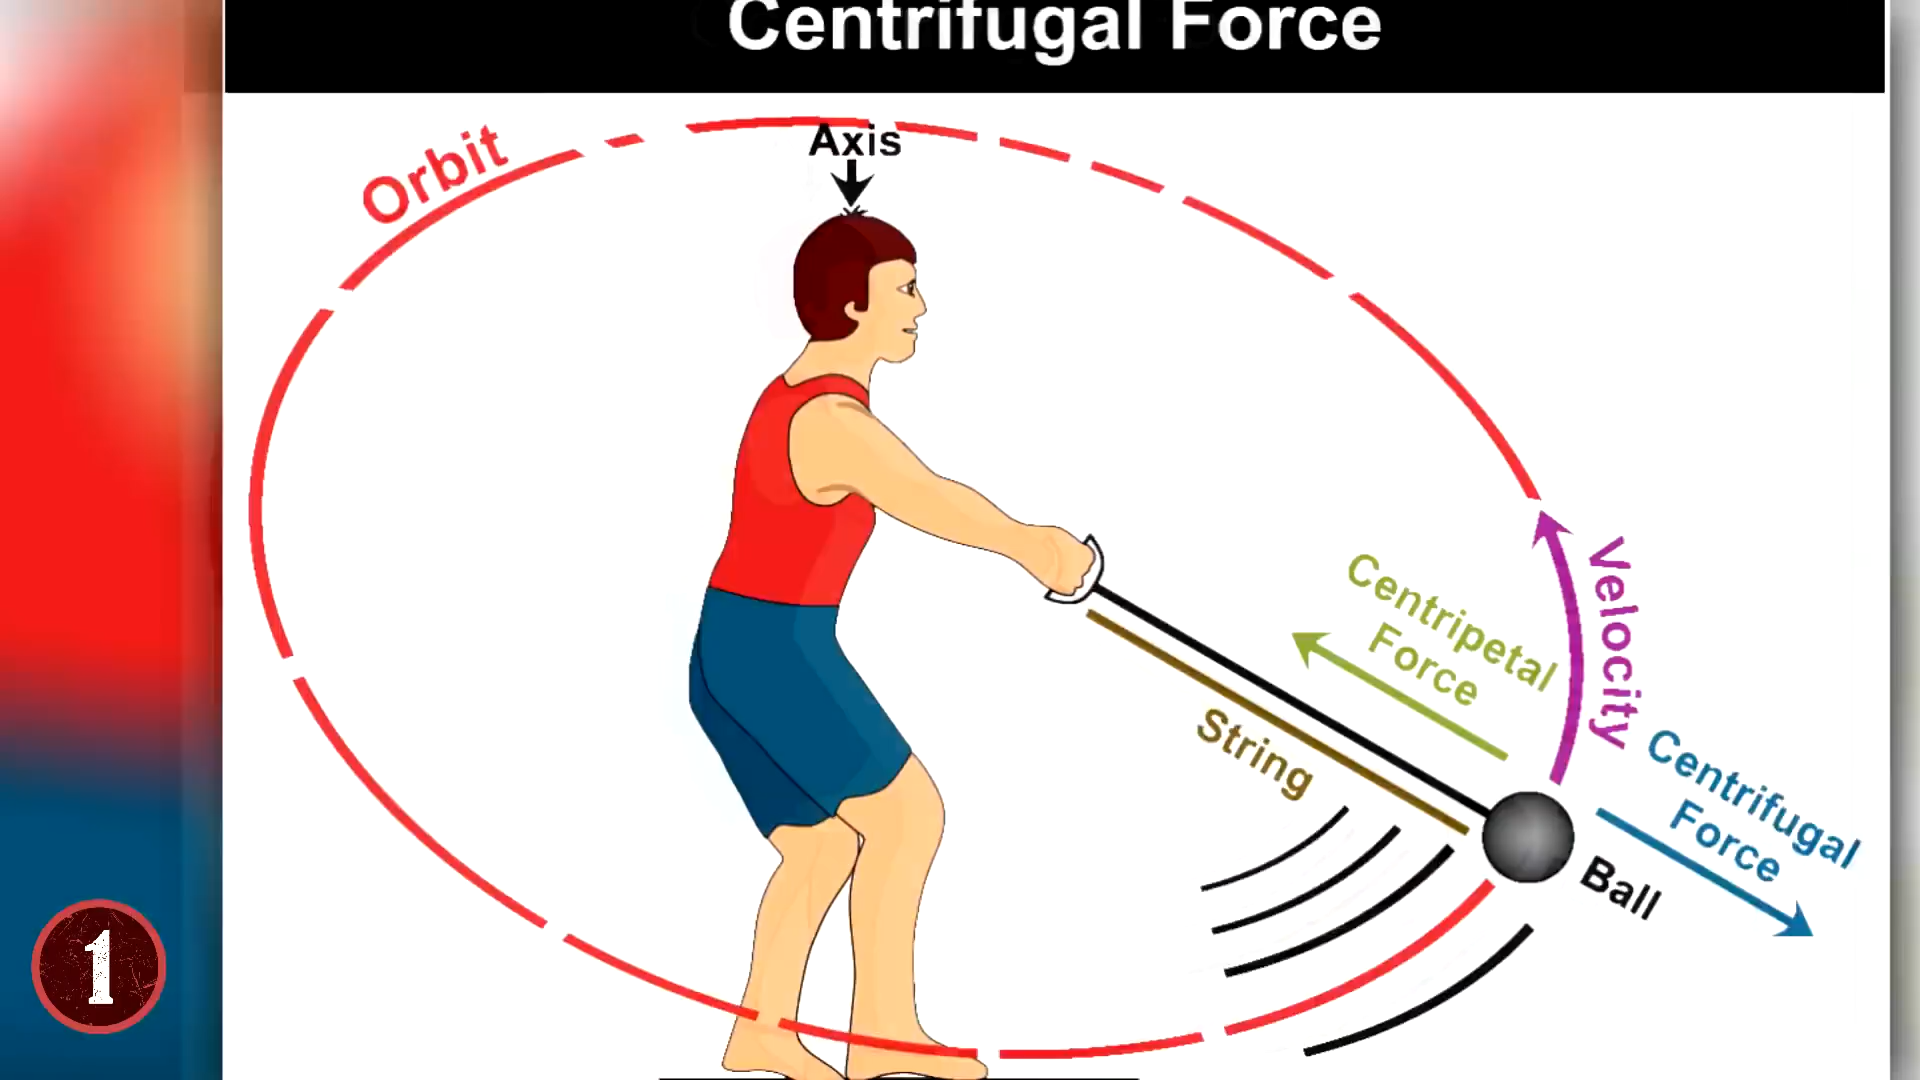 Centrifugal Force
Orbit
Axis
Centripetal
Force
Velocity
String
Centrifugal
Force
Ball
1